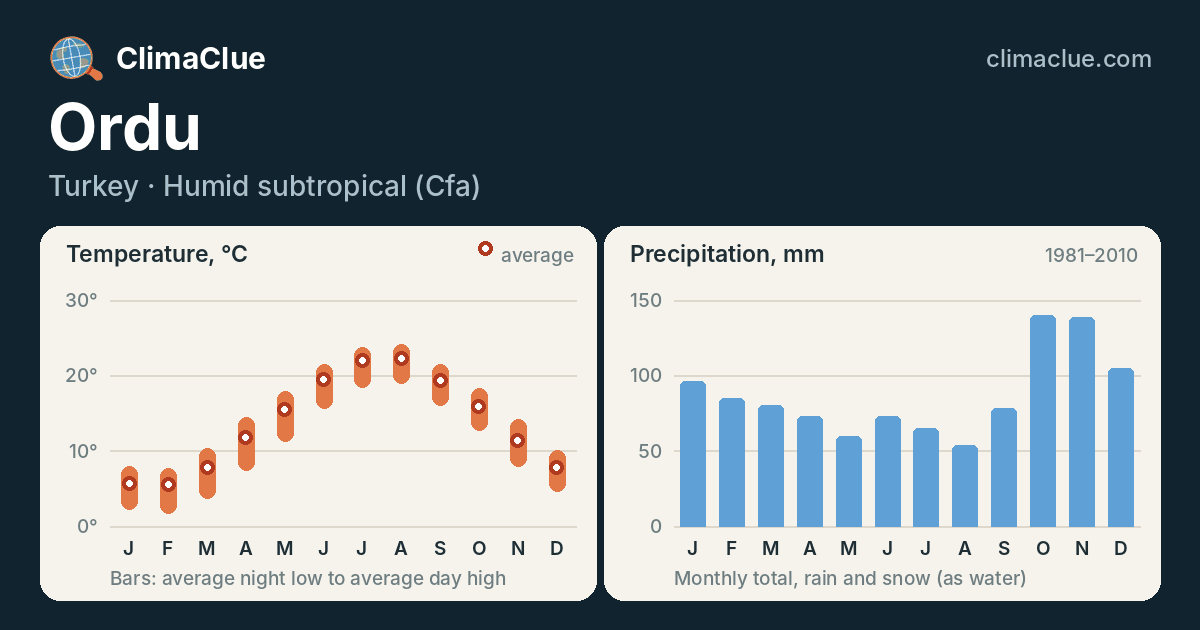 ClimaClue
climaclue.com
Ordu
Turkey · Humid subtropical (Cfa)
Temperature, °C
average
30°
20°
10°
0°
J F M A M J J A S O N D
Bars: average night low to average day high
Precipitation, mm
1981–2010
150
100
50
0
J F M A M J J A S O N D
Monthly total, rain and snow (as water)